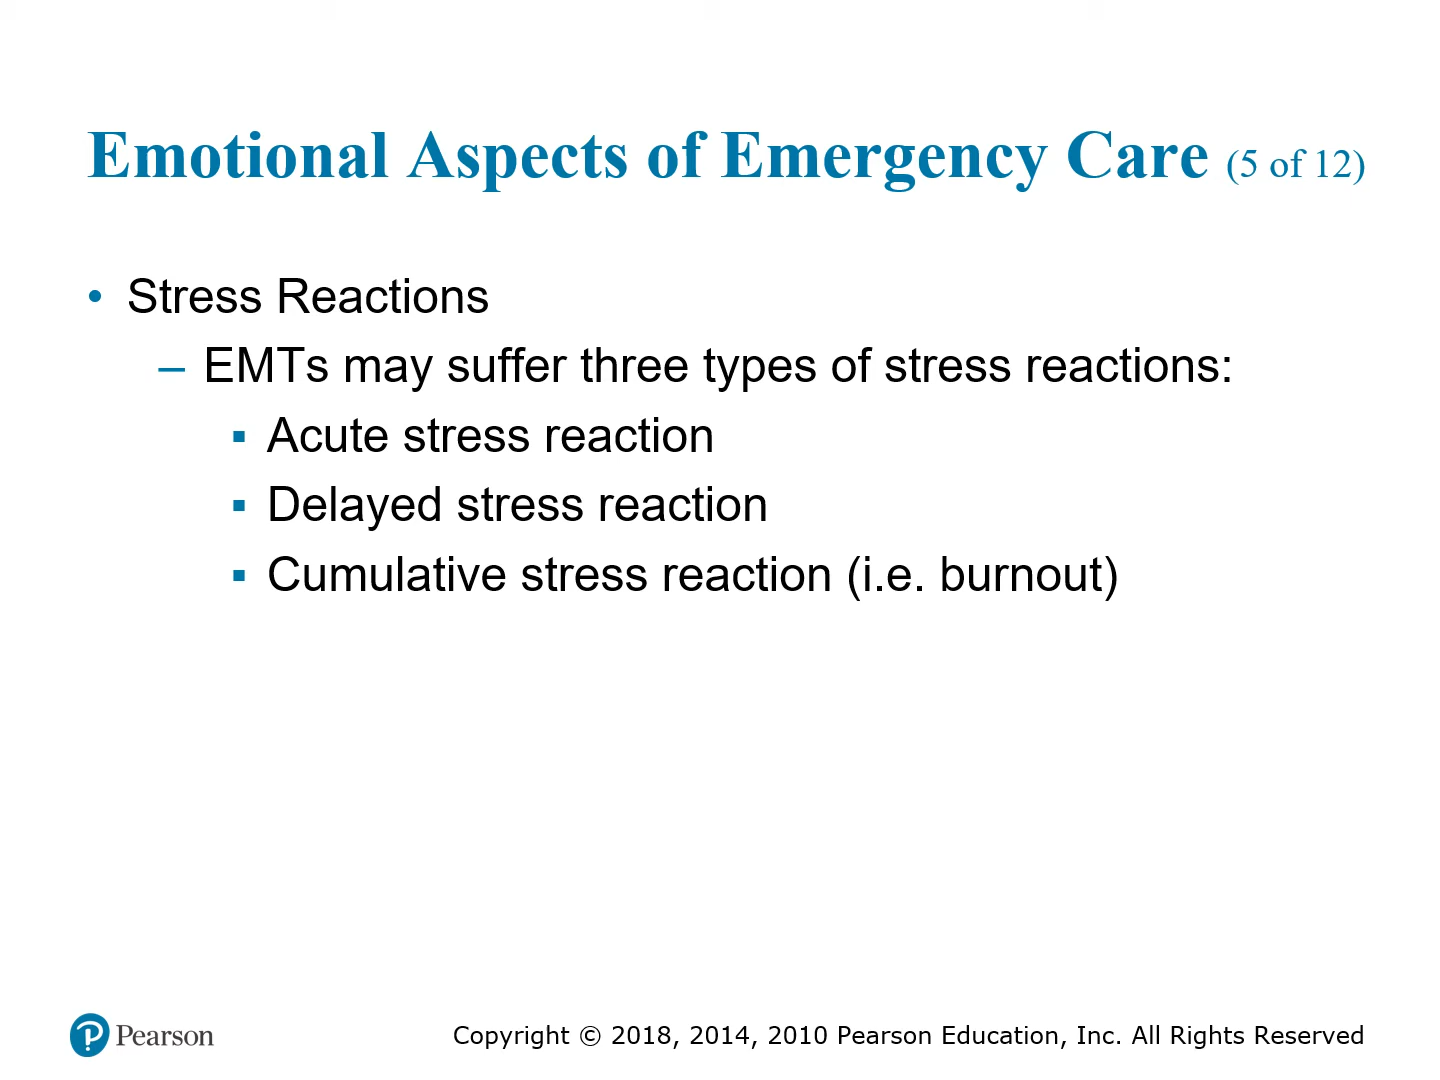 Emotional Aspects of Emergency Care (5 of 12)
• Stress Reactions
– EMTs may suffer three types of stress reactions:
▪ Acute stress reaction
▪ Delayed stress reaction
▪ Cumulative stress reaction (i.e. burnout)
Pearson
Copyright © 2018, 2014, 2010 Pearson Education, Inc. All Rights Reserved